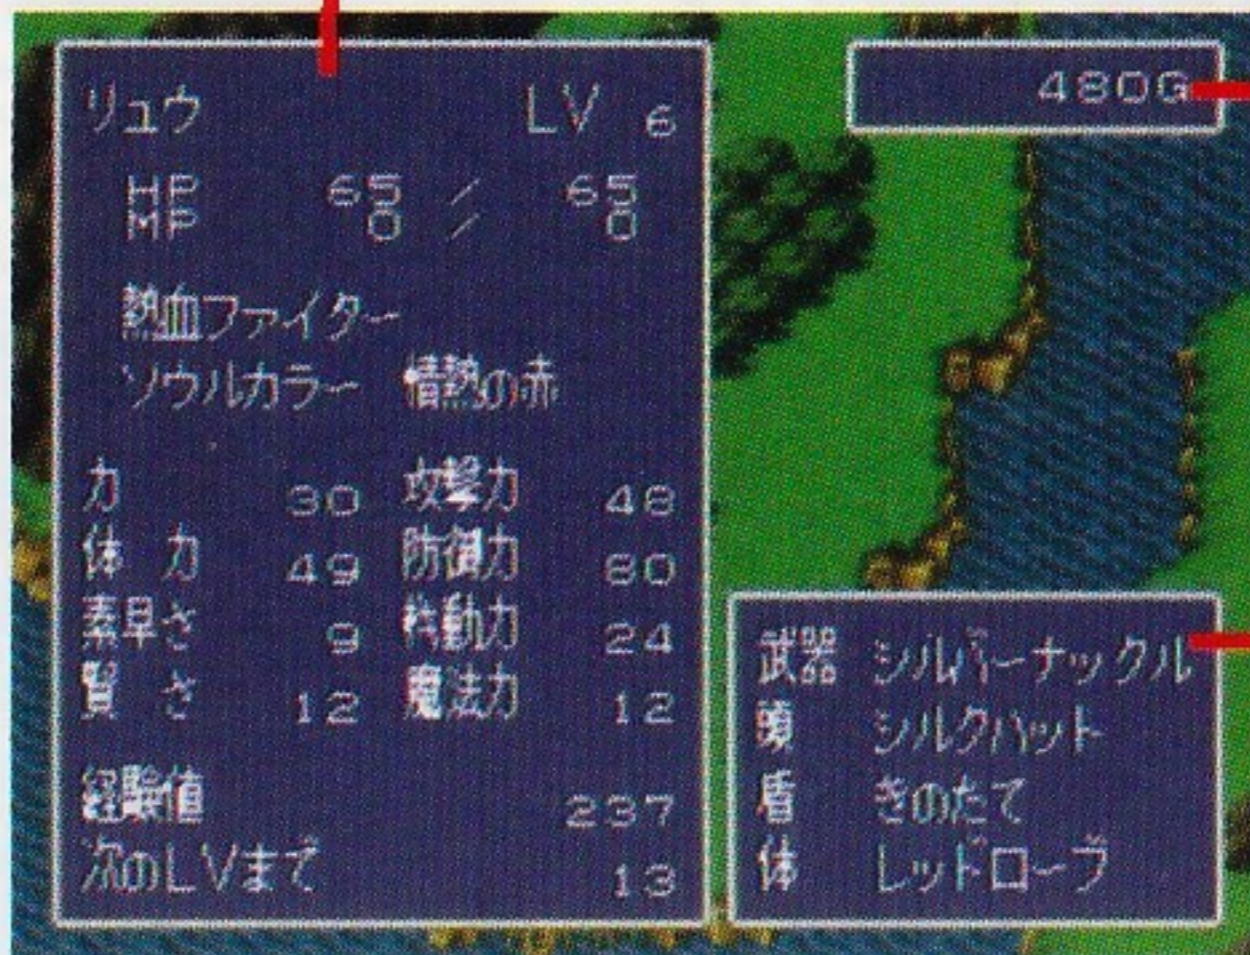 リュウ LV 6
HP 65 / 65
MP 0 / 0
熱血ファイター
ソウルカラー 情熱の赤
力 30 攻撃力 48
体 力 49 防御力 80
素早さ 9 機動力 24
賢 さ 12 魔法力 12
経験値 237
次のLVまで 13
480G
武器 シルバーナックル
頭 シルクハット
盾 きのたて
体 レッドローブ